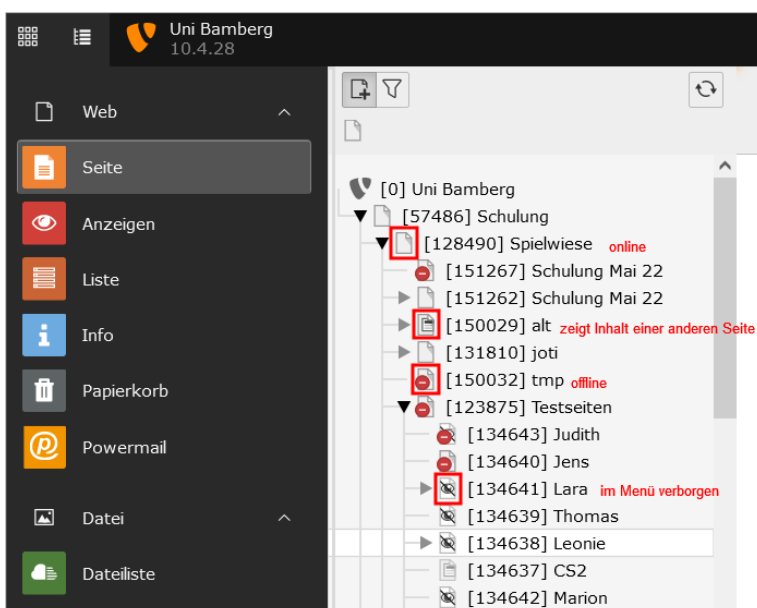 Uni Bamberg
10.4.28
Web
Seite
Anzeigen
Liste
Info
Papierkorb
Powermail
Datei
Dateiliste
[0] Uni Bamberg
[57486] Schulung
[128490] Spielwiese online
[151267] Schulung Mai 22
[151262] Schulung Mai 22
[150029] alt zeigt Inhalt einer anderen Seite
[131810] joti
[150032] tmp offline
[123875] Testseiten
[134643] Judith
[134640] Jens
[134641] Lara im Menü verborgen
[134639] Thomas
[134638] Leonie
[134637] CS2
[134642] Marion